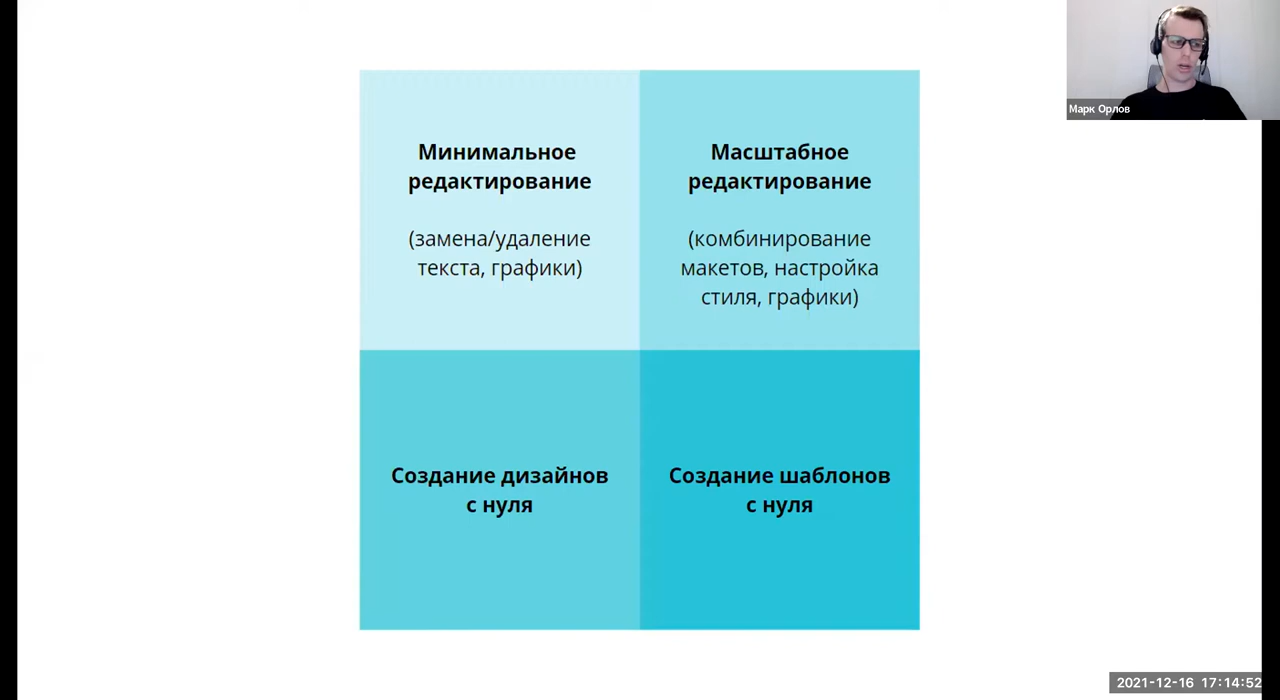 Минимальное
редактирование
(замена/удаление
текста, графики)
Масштабное
редактирование
(комбинирование
макетов, настройка
стиля, графики)
Создание дизайнов
с нуля
Создание шаблонов
с нуля
Марк Орлов
2021-12-16 17:14:52